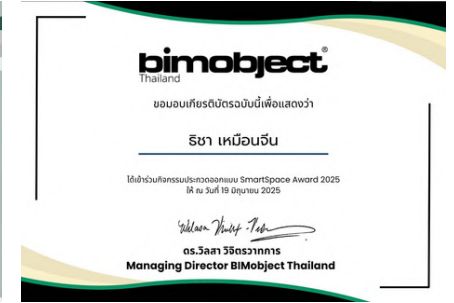 bimobject®
Thailand
ขอมอบเกียรติบัตรฉบับนี้เพื่อแสดงว่า
ธิชา เหมือนจีน
ได้เข้าร่วมกิจกรรมประกวดออกแบบ SmartSpace Award 2025
ให้ ณ วันที่ 19 มิถุนายน 2025
ดร.วิลสา วิจิตรวาทการ
Managing Director BIMobject Thailand